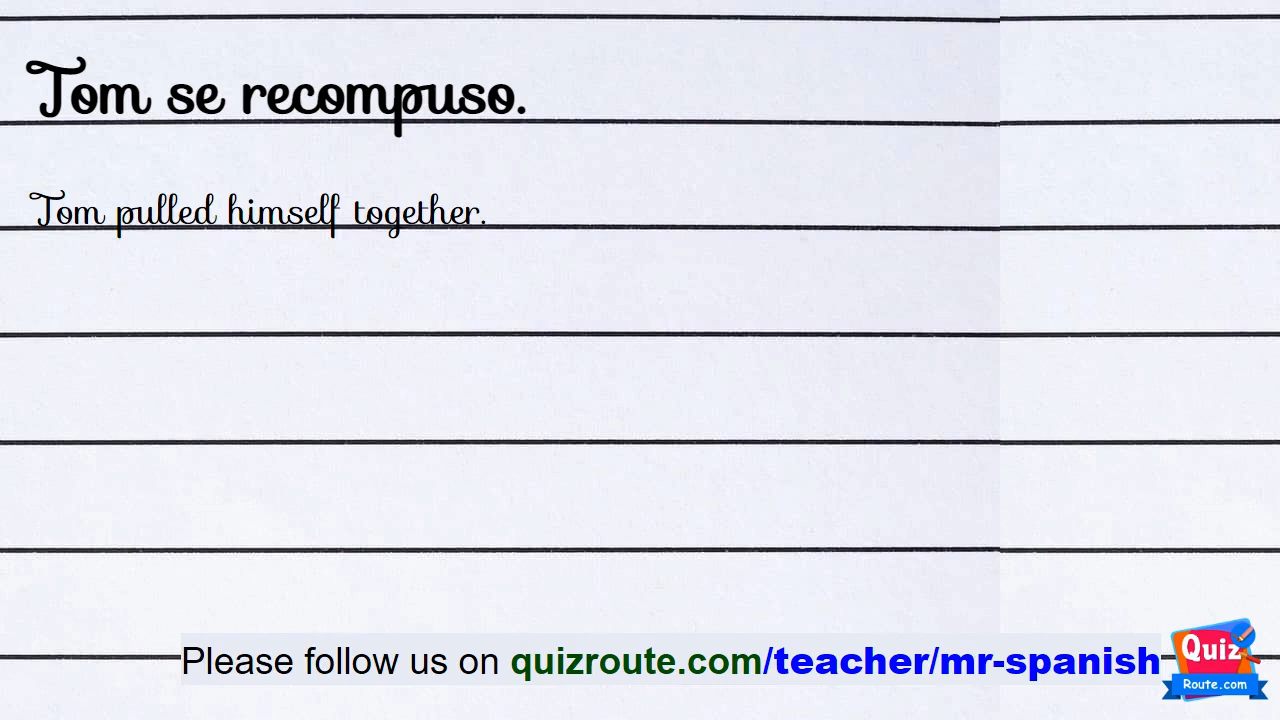 Tom se recompuso.
Tom pulled himself together.
Please follow us on quizroute.com/teacher/mr-spanish
Quiz
Route.com